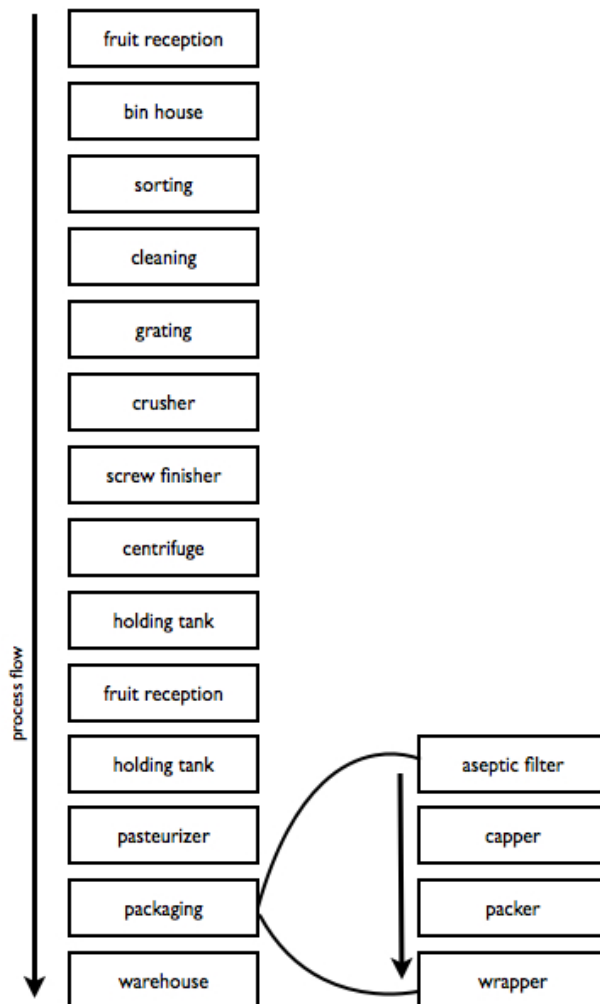 fruit reception
bin house
sorting
cleaning
grating
crusher
screw finisher
centrifuge
holding tank
fruit reception
holding tank
pasteurizer
packaging
warehouse
process flow
aseptic filter
capper
packer
wrapper